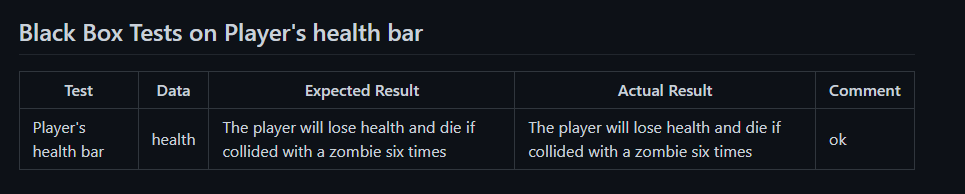 Black Box Tests on Player's health bar
Test Data Expected Result Actual Result Comment
Player's health bar
health
The player will lose health and die if
collided with a zombie six times
The player will lose health and die if
collided with a zombie six times
ok